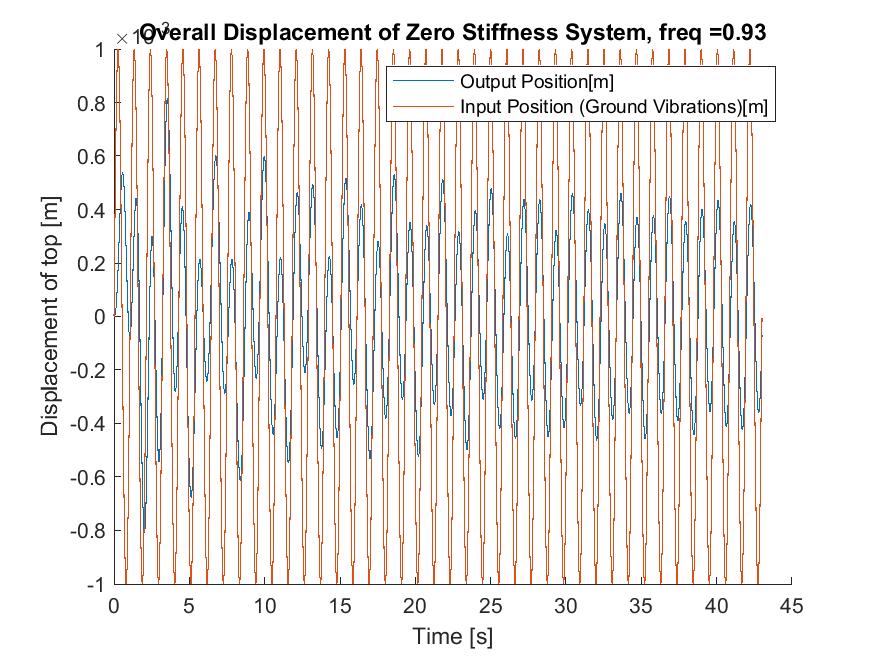 ×10-3
Overall Displacement of Zero Stiffness System, freq =0.93
Output Position[m]
Input Position (Ground Vibrations)[m]
Displacement of top [m]
1
0.8
0.6
0.4
0.2
0
-0.2
-0.4
-0.6
-0.8
-1
0 5 10 15 20 25 30 35 40 45
Time [s]